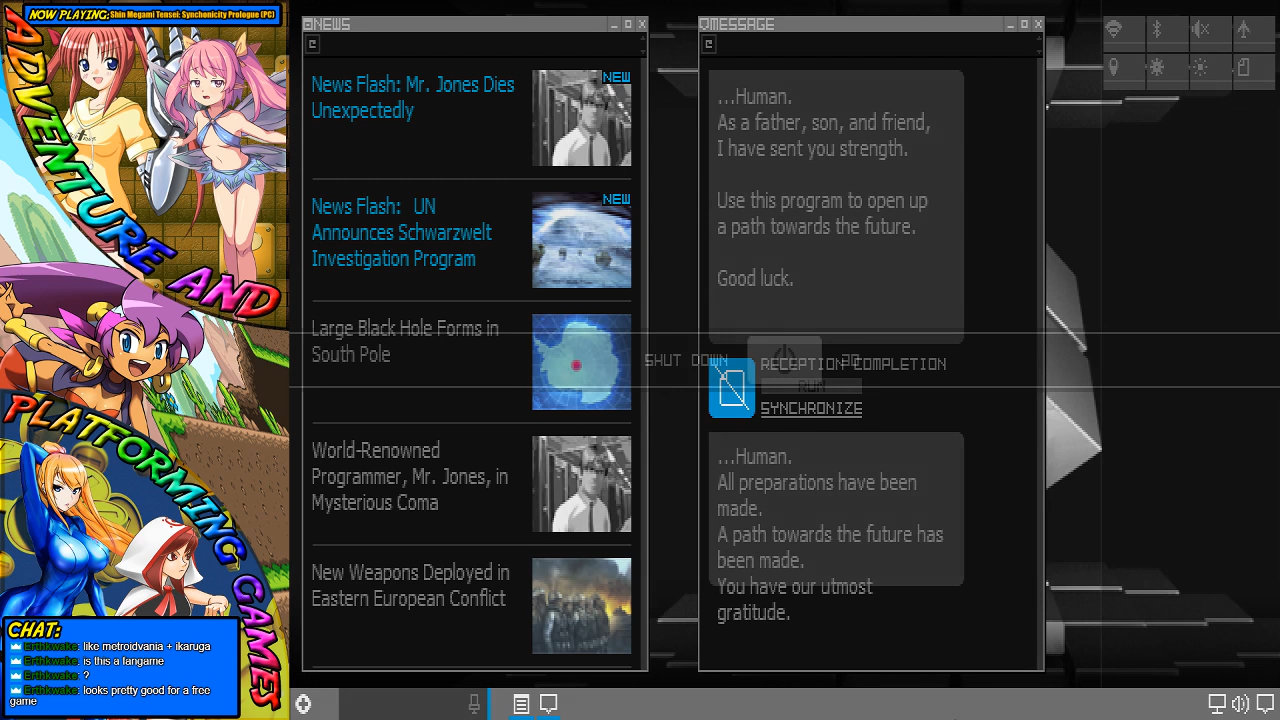 NOW PLAYING: Shin Megami Tensei: Synchonicity Prologue (PC)
ADVENTURE AND
PLATFORMING GAMES
CHAT:
Erthkwake: like metroidvania + ikaruga
Erthkwake: is this a fangame
Erthkwake: ?
Erthkwake: looks pretty good for a free
game
NEWS
News Flash: Mr. Jones Dies
Unexpectedly
NEW
News Flash: UN
Announces Schwarzwelt
Investigation Program
NEW
Large Black Hole Forms in
South Pole
World-Renowned
Programmer, Mr. Jones, in
Mysterious Coma
New Weapons Deployed in
Eastern European Conflict
MESSAGE
...Human.
As a father, son, and friend,
I have sent you strength.
Use this program to open up
a path towards the future.
Good luck.
SHUT DOWN
RECEPTION COMPLETION
RUN
SYNCHRONIZE
...Human.
All preparations have been
made.
A path towards the future has
been made.
You have our utmost
gratitude.